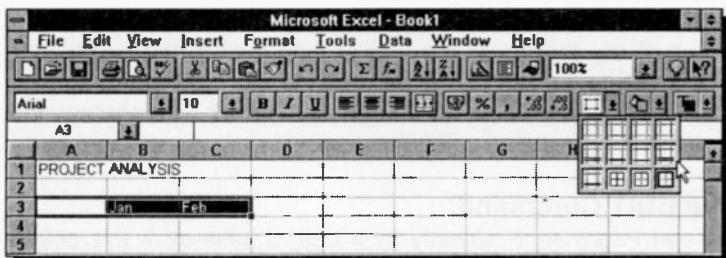 Microsoft Excel - Book1
File Edit View Insert Format Tools Data Window Help
100%
Arial 10 B I U % ,
A3
A B C D E F G H
1 PROJECT ANALYSIS
2
3 Jan Feb
4
5